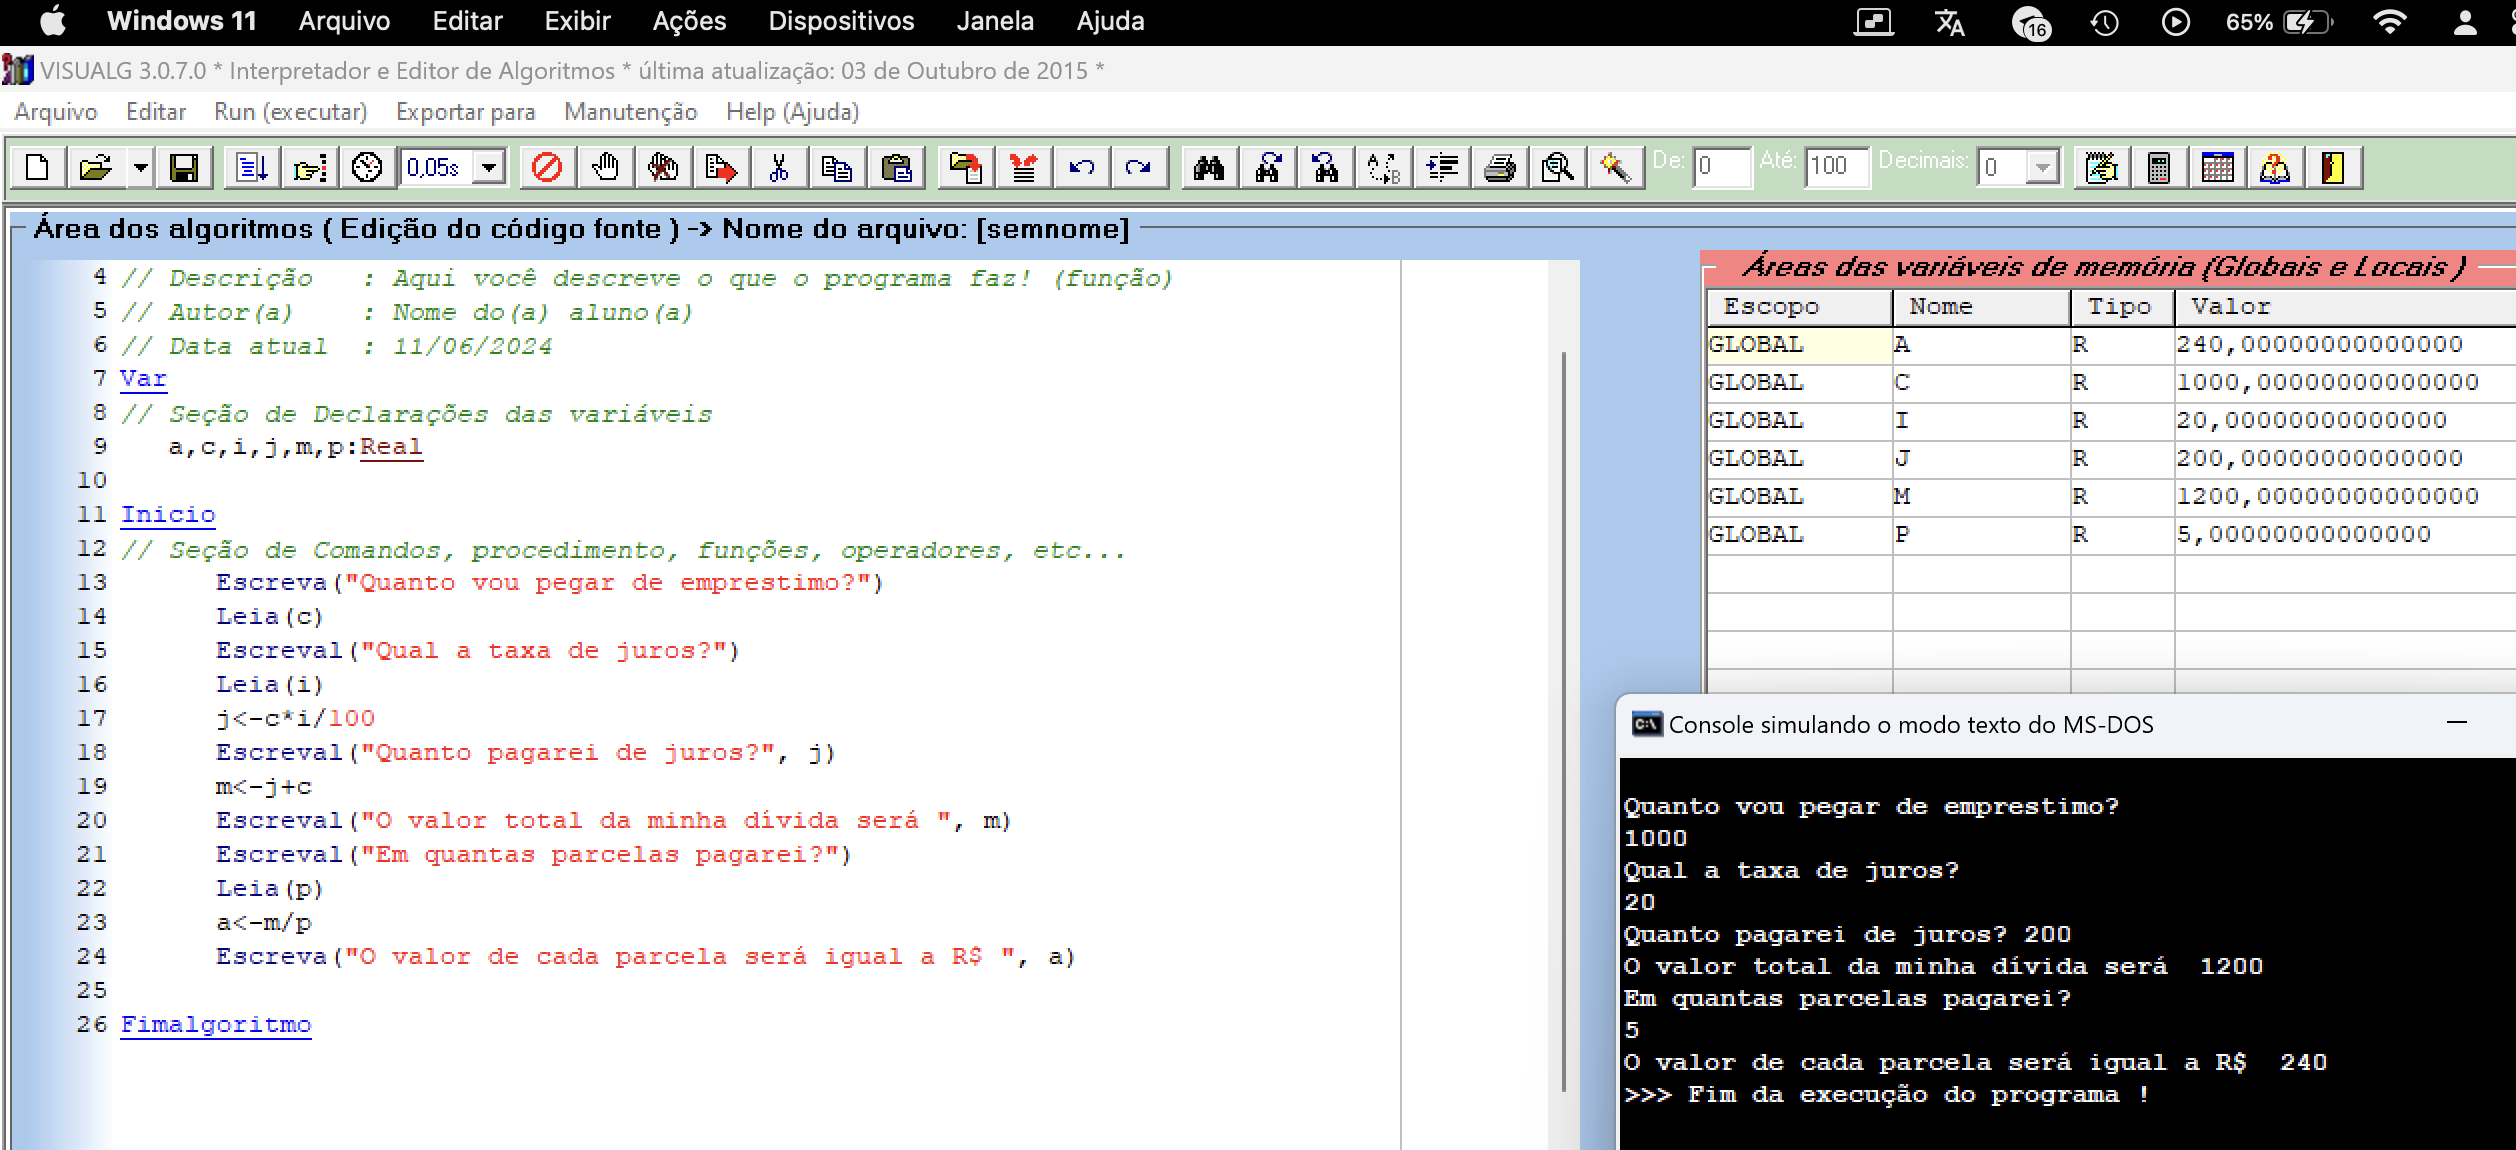 Windows 11 Arquivo Editar Exibir Ações Dispositivos Janela Ajuda 16 65%
VISUALG 3.0.7.0 * Interpretador e Editor de Algoritmos * última atualização: 03 de Outubro de 2015 *
Arquivo Editar Run (executar) Exportar para Manutenção Help (Ajuda)
0,05s De: 0 Até: 100 Decimais: 0
Área dos algoritmos ( Edição do código fonte ) -> Nome do arquivo: [semnome]
4 // Descrição   : Aqui você descreve o que o programa faz! (função)
5 // Autor(a)    : Nome do(a) aluno(a)
6 // Data atual  : 11/06/2024
7 Var
8 // Seção de Declarações das variáveis
9    a,c,i,j,m,p:Real
10
11 Inicio
12 // Seção de Comandos, procedimento, funções, operadores, etc...
13       Escreva("Quanto vou pegar de emprestimo?")
14       Leia(c)
15       Escreval("Qual a taxa de juros?")
16       Leia(i)
17       j<-c*i/100
18       Escreval("Quanto pagarei de juros?", j)
19       m<-j+c
20       Escreval("O valor total da minha dívida será ", m)
21       Escreval("Em quantas parcelas pagarei?")
22       Leia(p)
23       a<-m/p
24       Escreva("O valor de cada parcela será igual a R$ ", a)
25
26 Fimalgoritmo
Áreas das variáveis de memória (Globais e Locais )
Escopo Nome Tipo Valor
GLOBAL A R 240,00000000000000
GLOBAL C R 1000,00000000000000
GLOBAL I R 20,00000000000000
GLOBAL J R 200,00000000000000
GLOBAL M R 1200,00000000000000
GLOBAL P R 5,00000000000000
Console simulando o modo texto do MS-DOS
Quanto vou pegar de emprestimo?
1000
Qual a taxa de juros?
20
Quanto pagarei de juros? 200
O valor total da minha dívida será  1200
Em quantas parcelas pagarei?
5
O valor de cada parcela será igual a R$  240
>>> Fim da execução do programa !